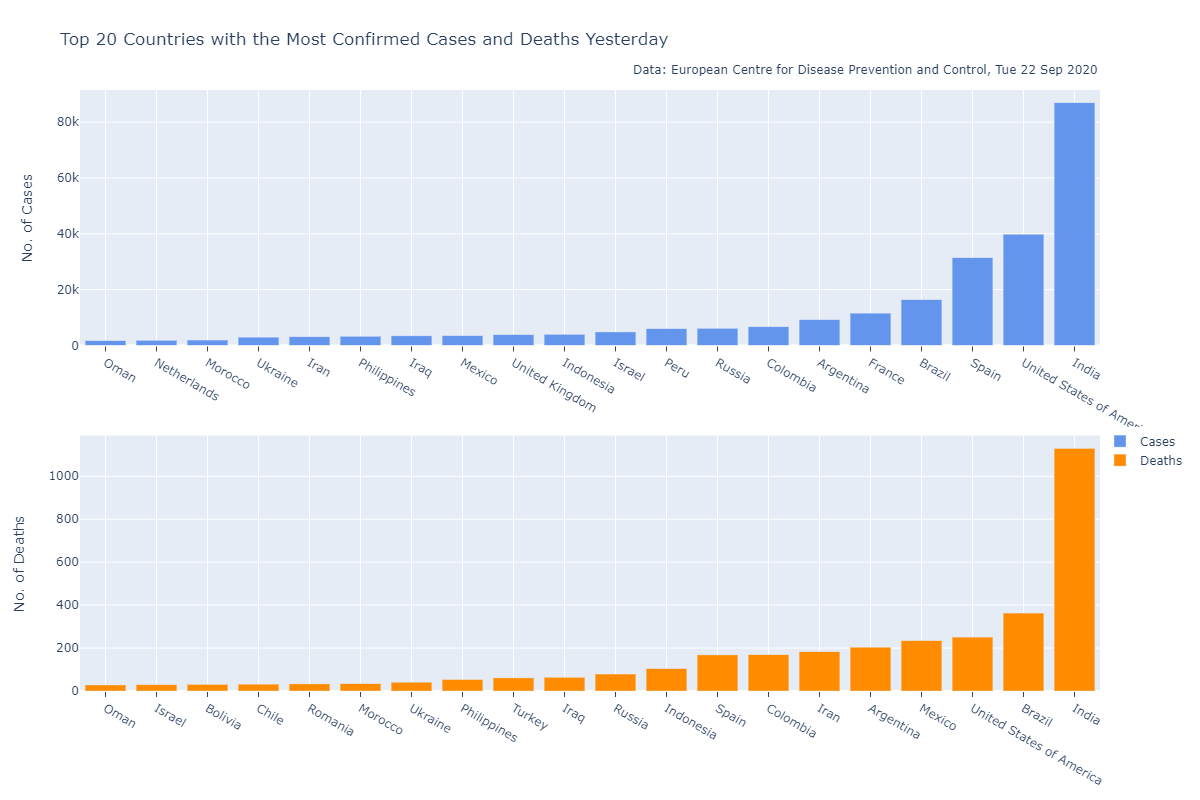 Top 20 Countries with the Most Confirmed Cases and Deaths Yesterday
Data: European Centre for Disease Prevention and Control, Tue 22 Sep 2020
No. of Cases
80k
60k
40k
20k
0
Oman
Netherlands
Morocco
Ukraine
Iran
Philippines
Iraq
Mexico
United Kingdom
Indonesia
Israel
Peru
Russia
Colombia
Argentina
France
Brazil
Spain
United States of Ameri
India
Cases
Deaths
No. of Deaths
1000
800
600
400
200
0
Oman
Israel
Bolivia
Chile
Romania
Morocco
Ukraine
Philippines
Turkey
Iraq
Russia
Indonesia
Spain
Colombia
Iran
Argentina
Mexico
United States of America
Brazil
India